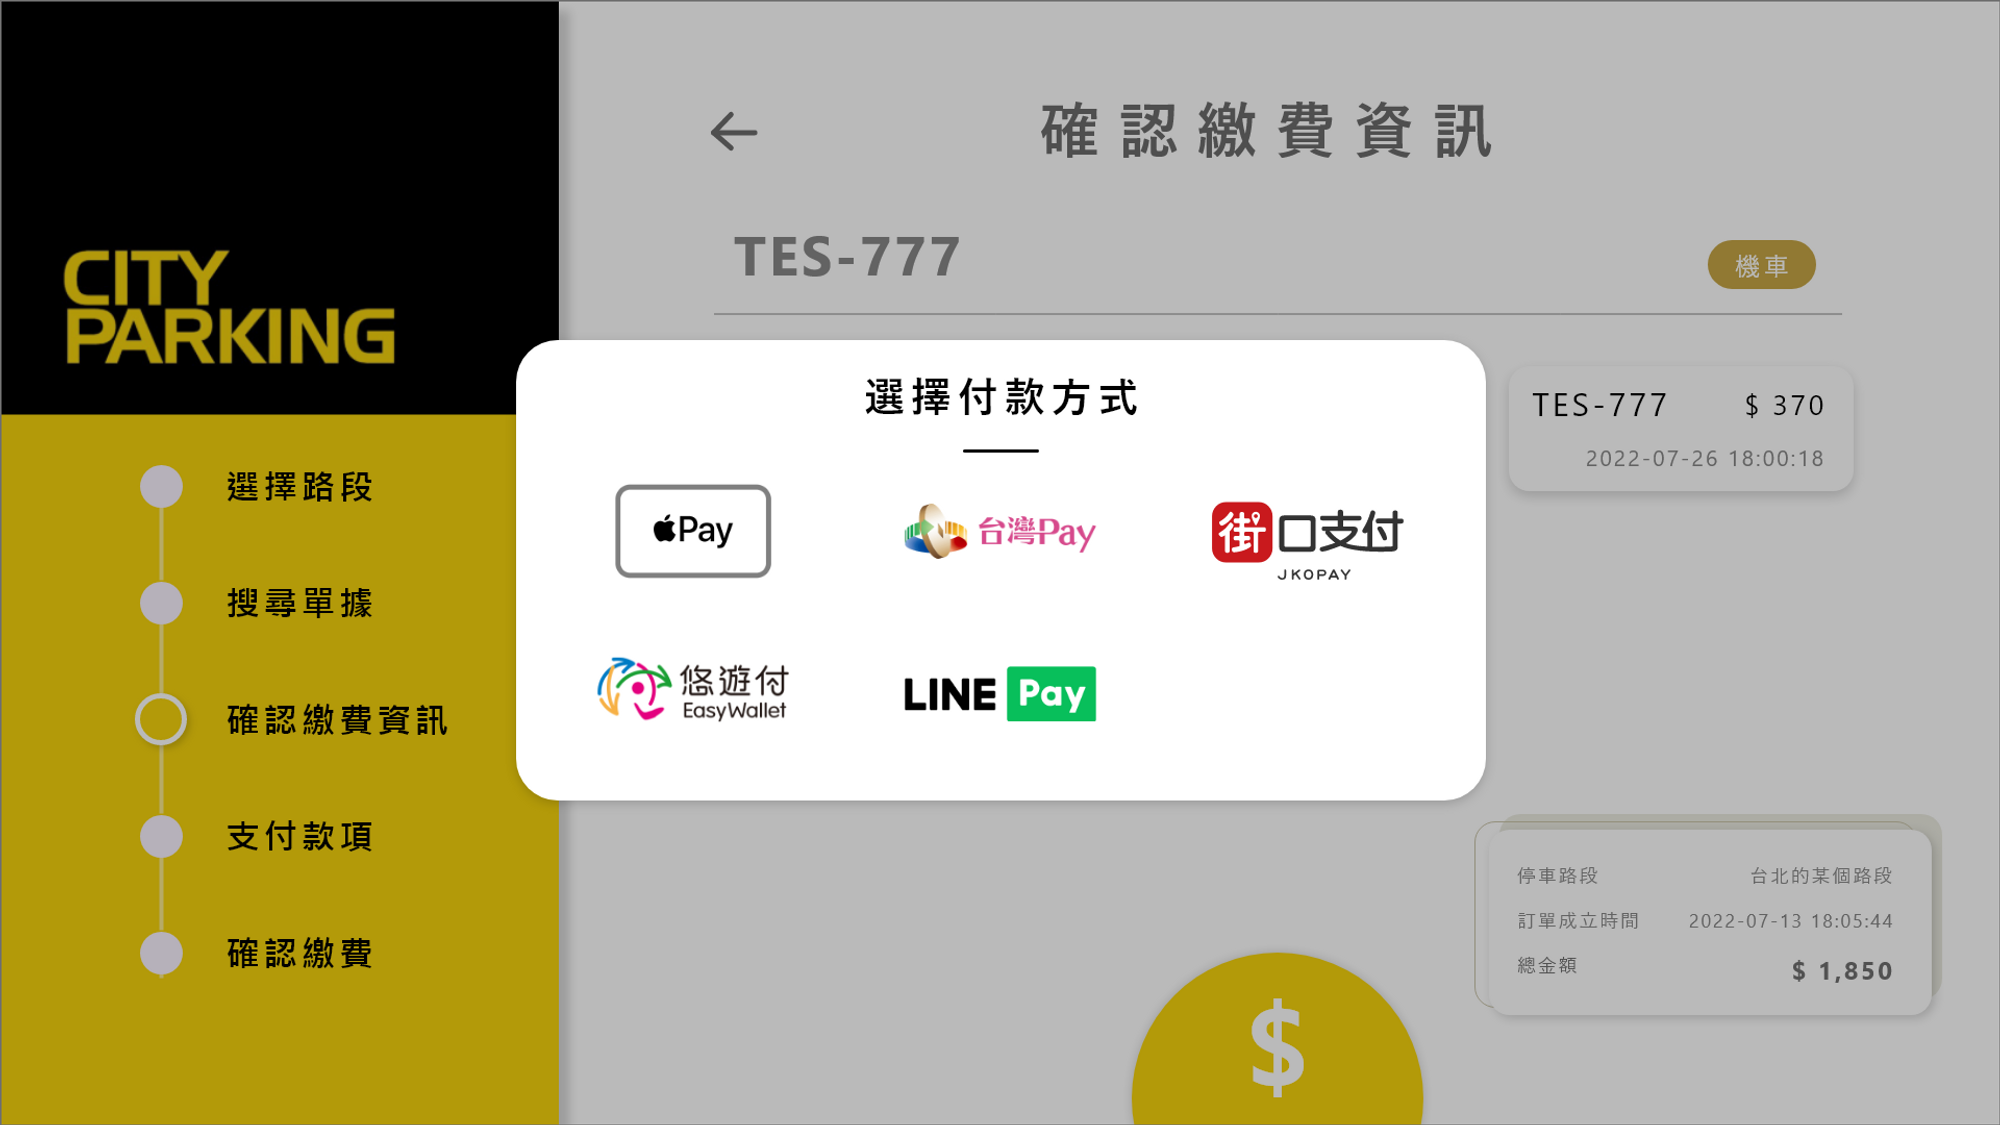 CITY
PARKING
選擇路段
搜尋單據
確認繳費資訊
支付款項
確認繳費
確認繳費資訊
TES-777
機車
選擇付款方式
Pay
台灣Pay
街口支付
JKOPAY
悠遊付
EasyWallet
LINE Pay
TES-777 $ 370
2022-07-26 18:00:18
停車路段 台北的某個路段
訂單成立時間 2022-07-13 18:05:44
總金額 $ 1,850
$